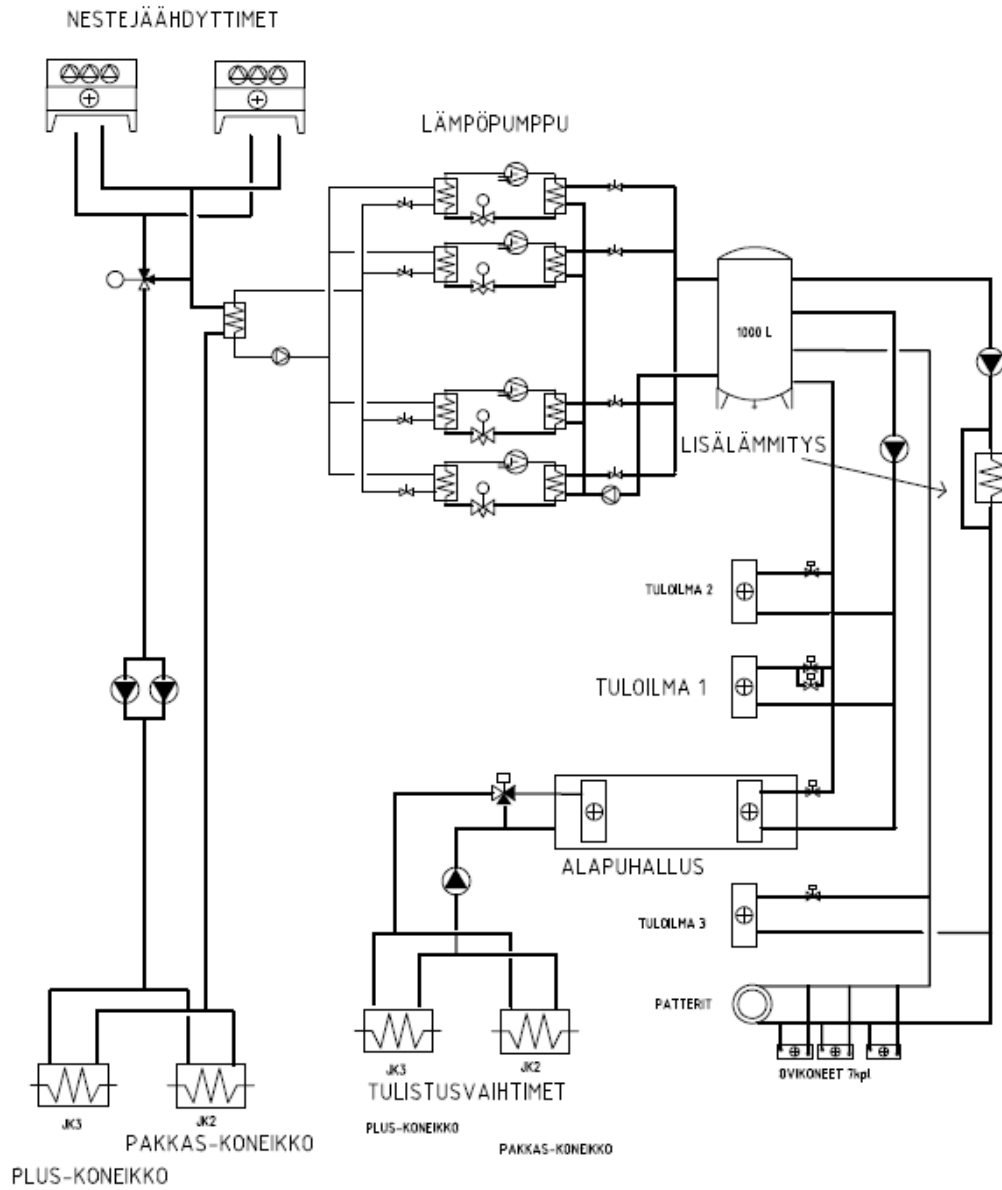 NESTEJÄÄHDYTTIMET
LÄMPÖPUMPPU
1000 L
LISÄLÄMMITYS
TULOILMA 2
TULOILMA 1
ALAPUHALLUS
TULOILMA 3
PATTERIT
OVIKONEET 7kpl
JK3
JK2
TULISTUSVAIHTIMET
PLUS-KONEIKKO
PAKKAS-KONEIKKO
JK3
JK2
PAKKAS-KONEIKKO
PLUS-KONEIKKO